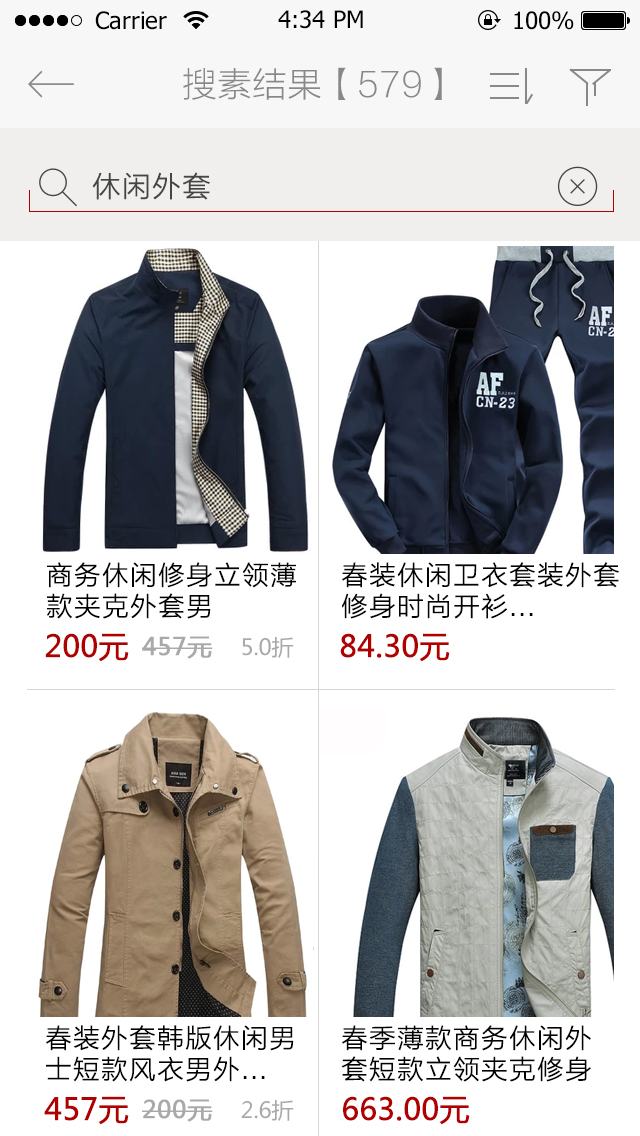 Carrier 4:34 PM 100%
搜素结果【579】
休闲外套
AF
CN-23
AF
商务休闲修身立领薄
款夹克外套男
200元 457元 5.0折
春装休闲卫衣套装外套
修身时尚开衫...
84.30元
春装外套韩版休闲男
士短款风衣男外...
457元 200元 2.6折
春季薄款商务休闲外
套短款立领夹克修身
663.00元